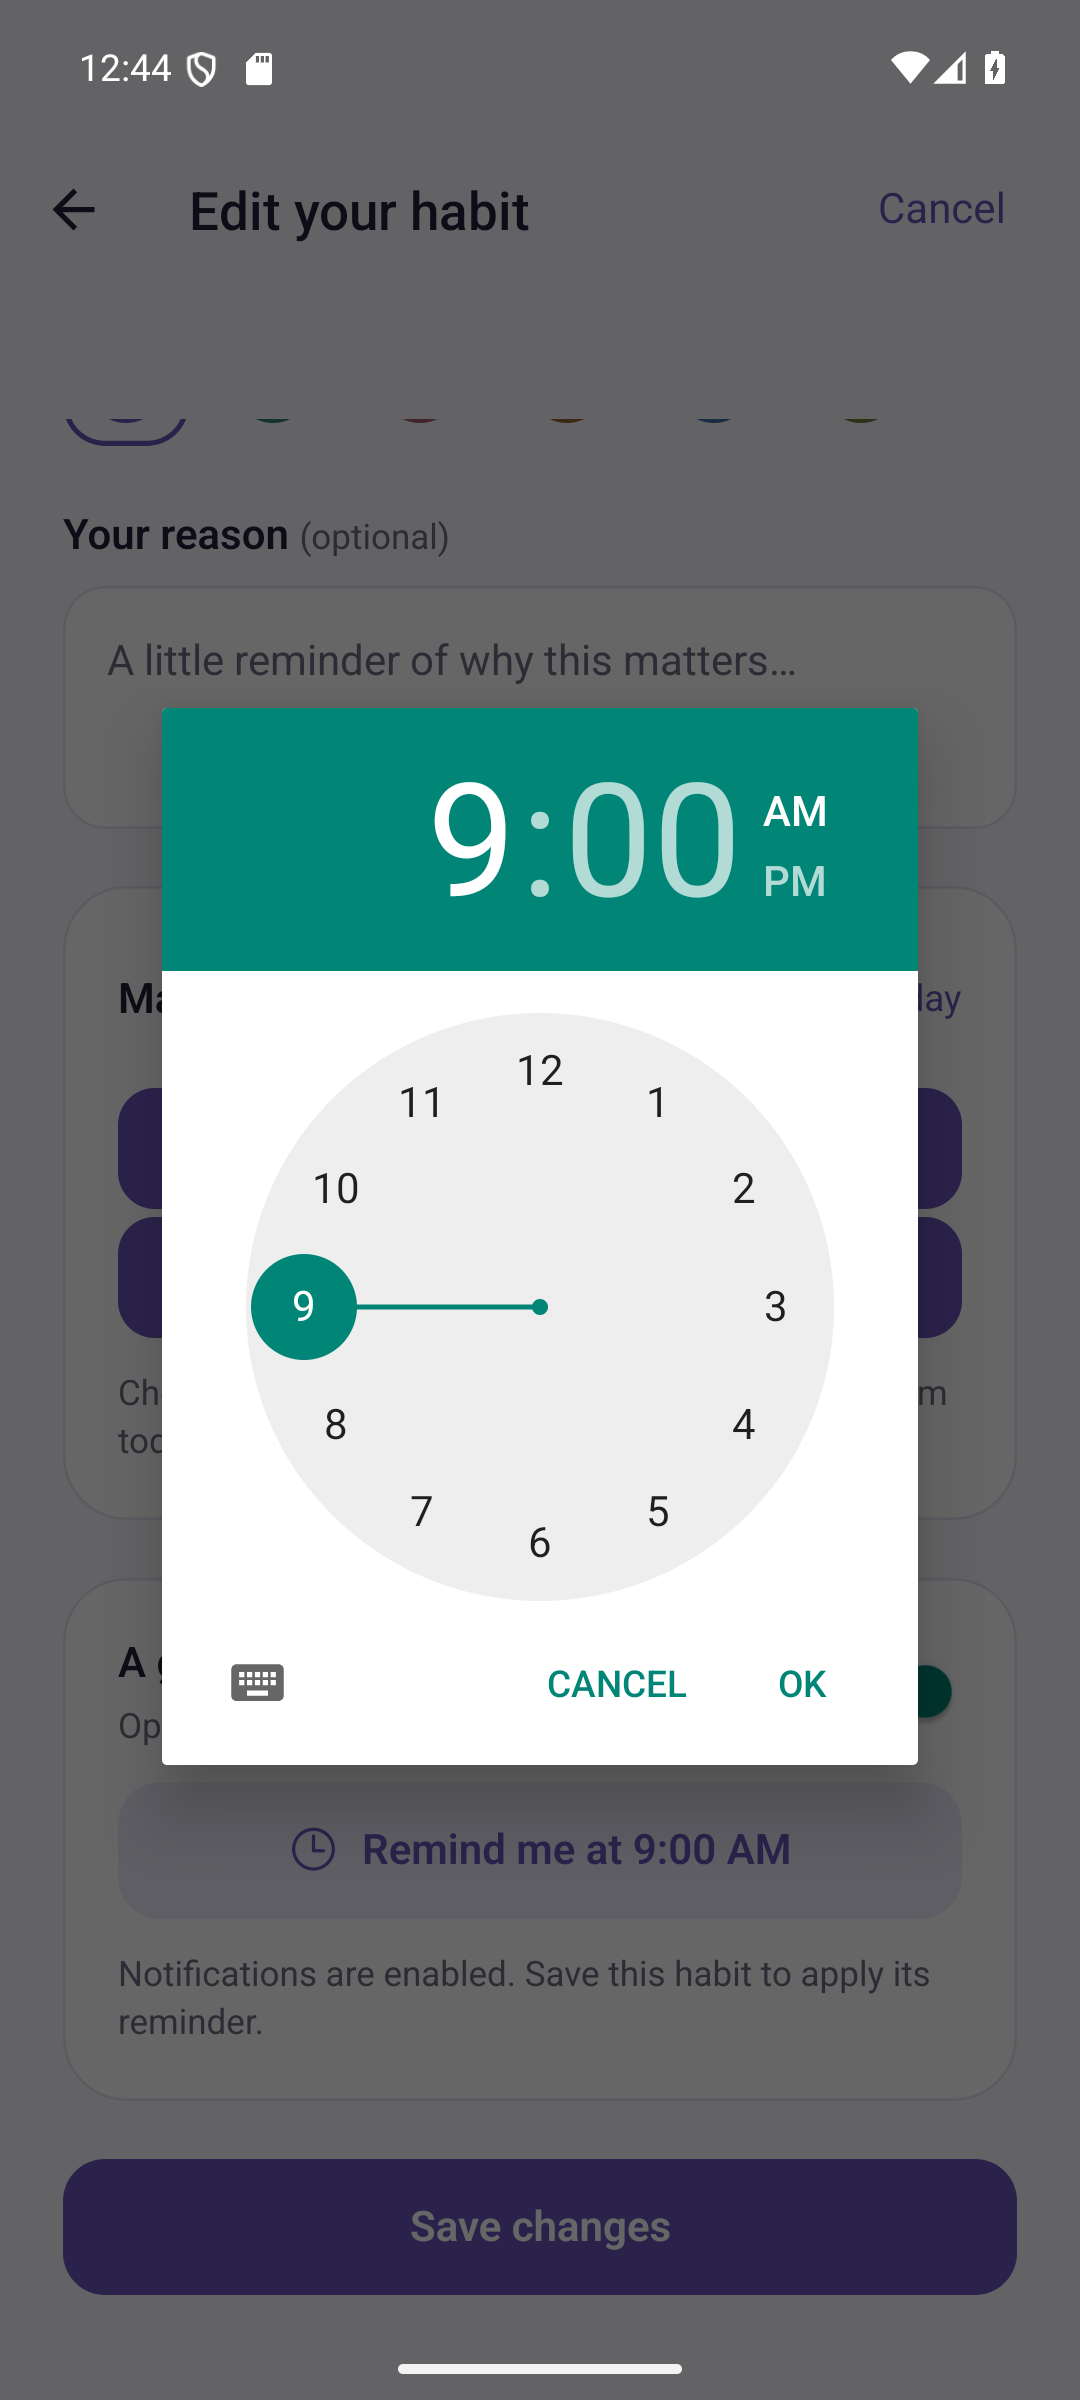 12:44
Edit your habit
Cancel
Your reason (optional)
A little reminder of why this matters...
9:00
AM
PM
12
11
1
10
2
9
3
8
4
7
5
6
CANCEL
OK
Remind me at 9:00 AM
Notifications are enabled. Save this habit to apply its
reminder.
Save changes